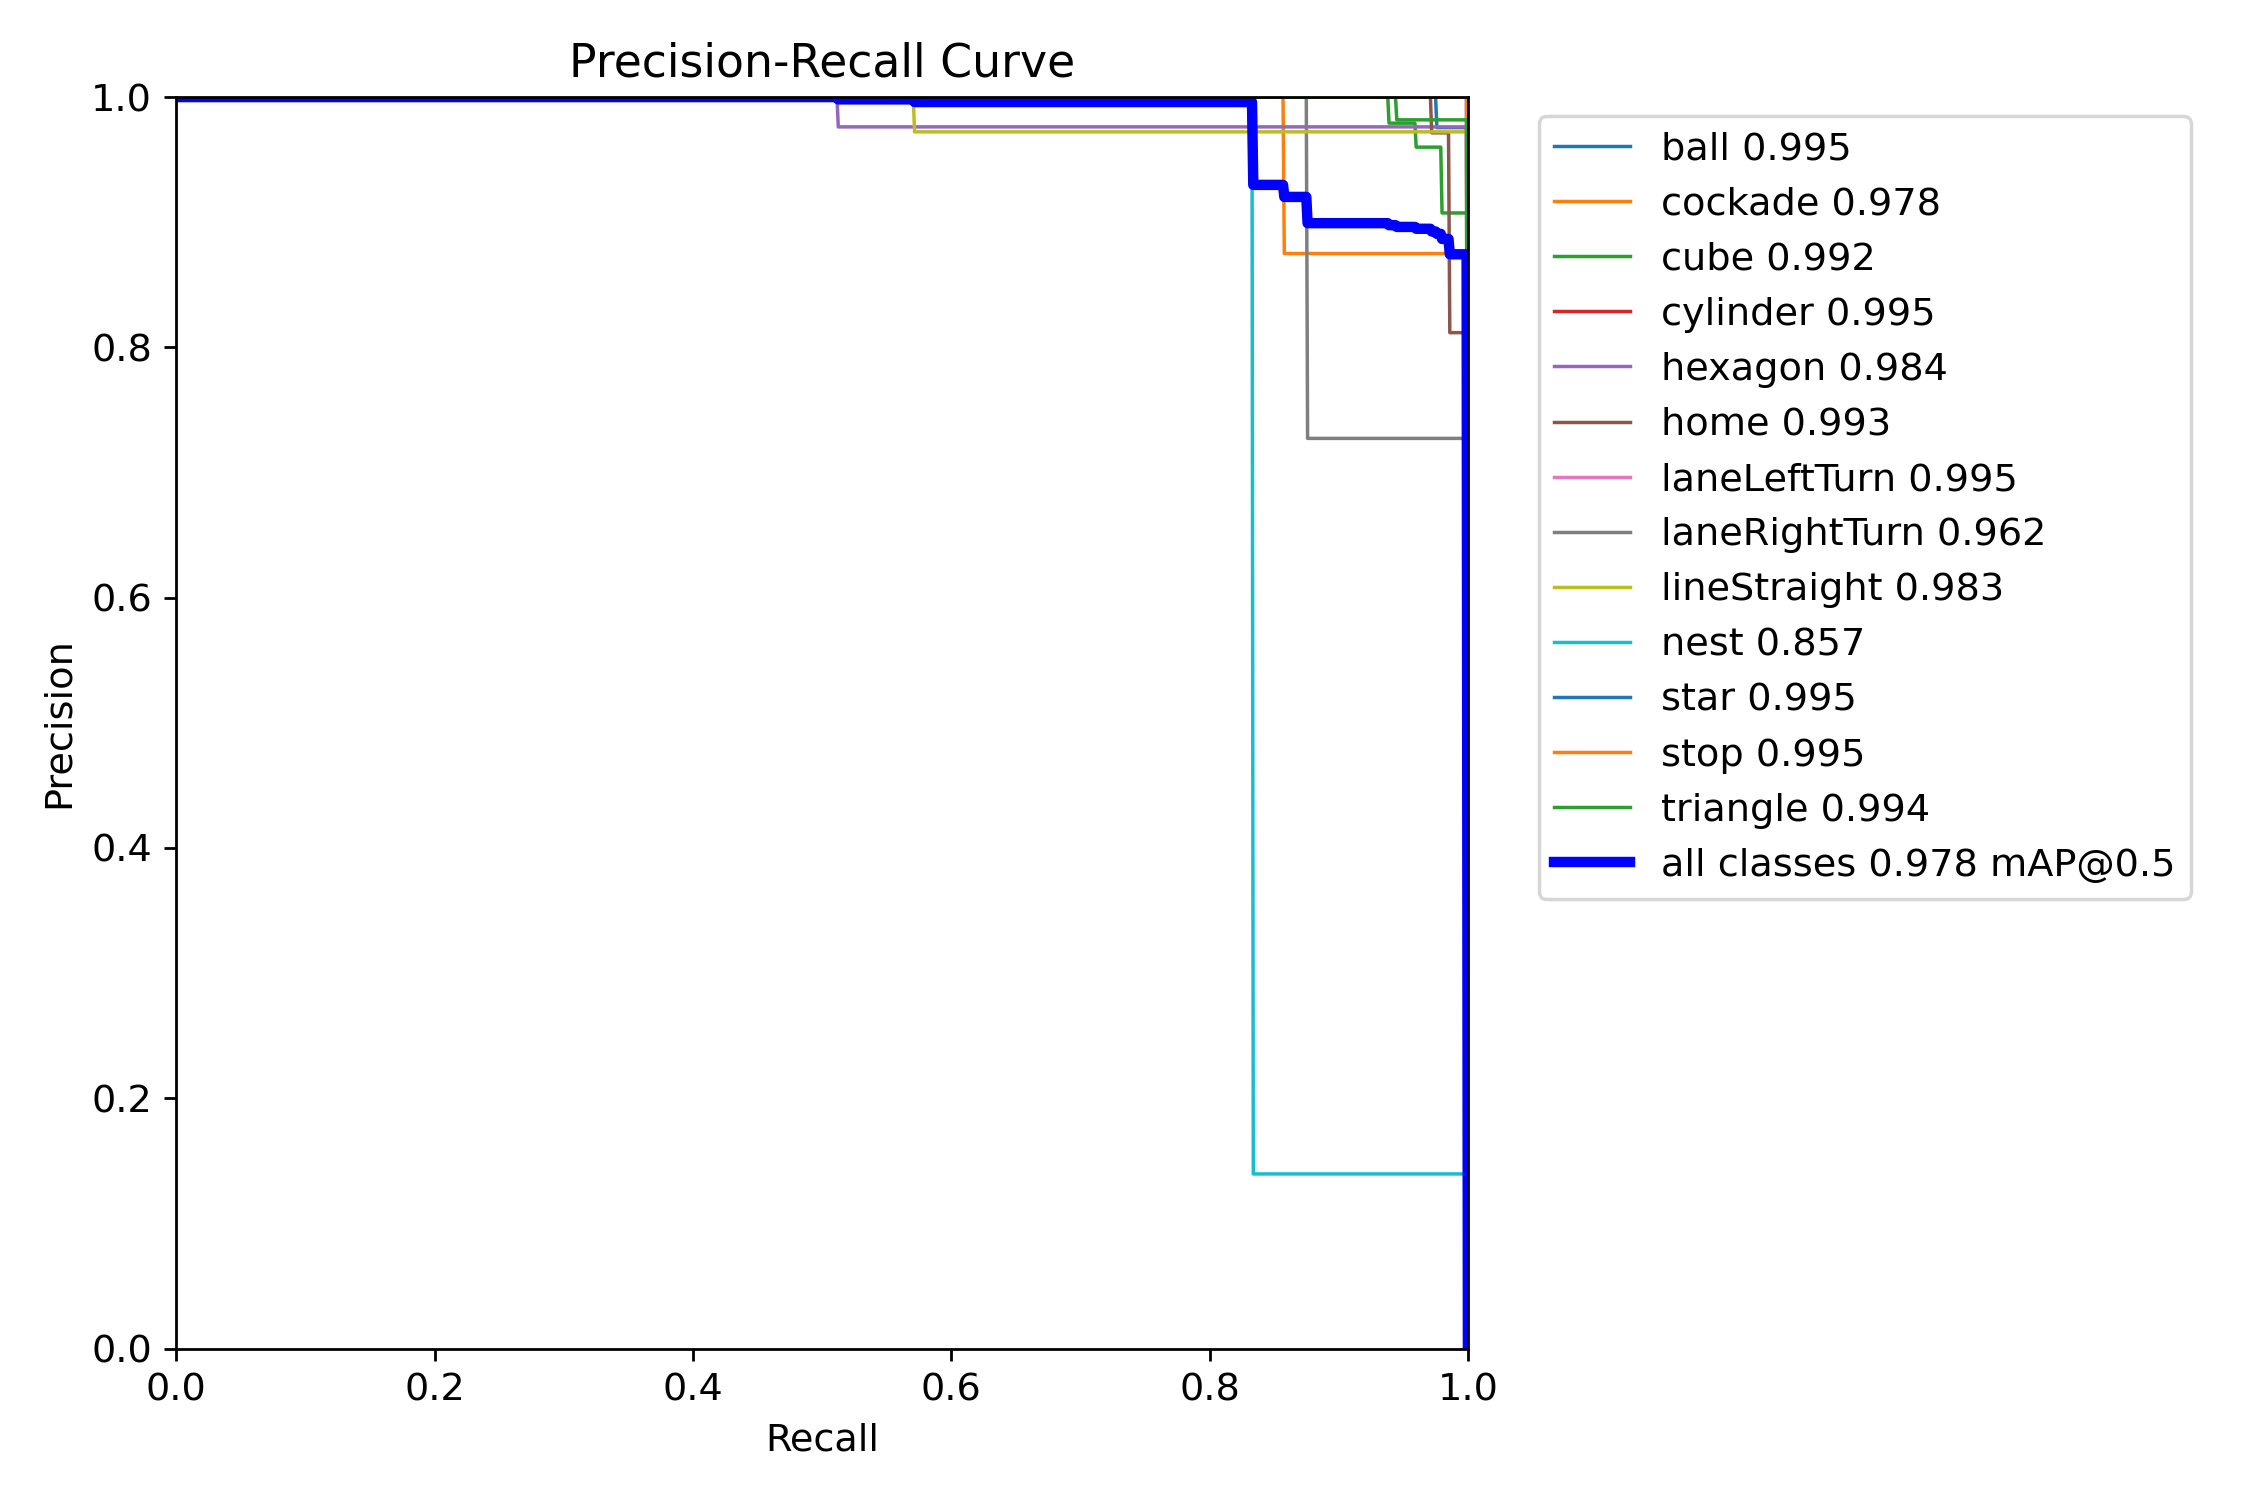 Precision-Recall Curve
1.0
0.8
0.6
0.4
0.2
0.0
Precision
0.0 0.2 0.4 0.6 0.8 1.0
Recall
ball 0.995
cockade 0.978
cube 0.992
cylinder 0.995
hexagon 0.984
home 0.993
laneLeftTurn 0.995
laneRightTurn 0.962
lineStraight 0.983
nest 0.857
star 0.995
stop 0.995
triangle 0.994
all classes 0.978 mAP@0.5